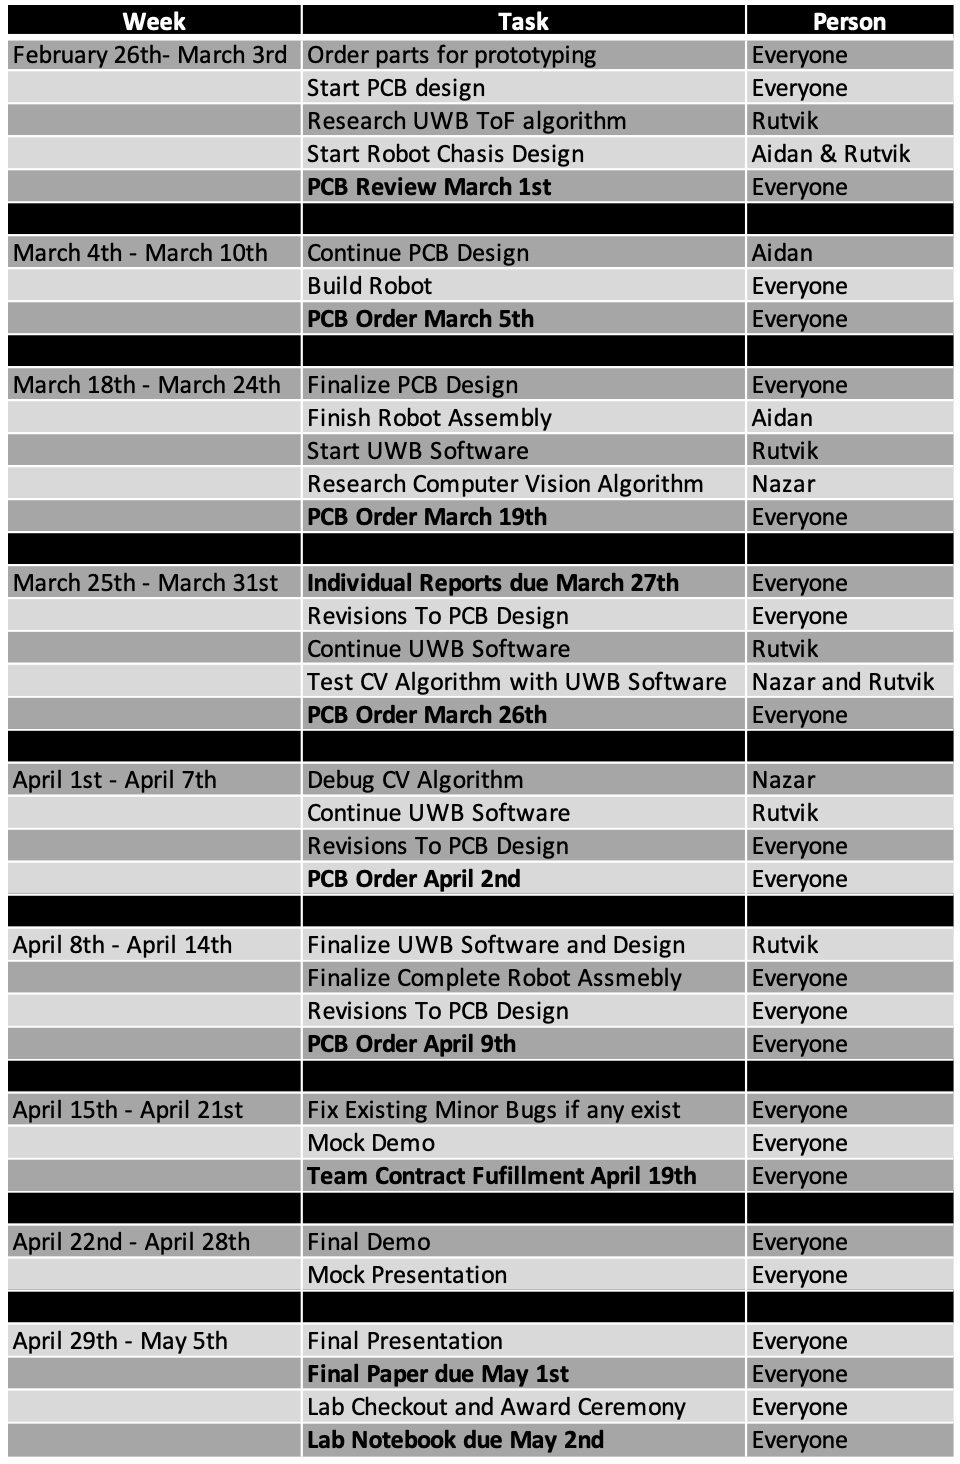 Week Task Person
February 26th- March 3rd Order parts for prototyping Everyone
Start PCB design Everyone
Research UWB ToF algorithm Rutvik
Start Robot Chasis Design Aidan & Rutvik
PCB Review March 1st Everyone
March 4th - March 10th Continue PCB Design Aidan
Build Robot Everyone
PCB Order March 5th Everyone
March 18th - March 24th Finalize PCB Design Everyone
Finish Robot Assembly Aidan
Start UWB Software Rutvik
Research Computer Vision Algorithm Nazar
PCB Order March 19th Everyone
March 25th - March 31st Individual Reports due March 27th Everyone
Revisions To PCB Design Everyone
Continue UWB Software Rutvik
Test CV Algorithm with UWB Software Nazar and Rutvik
PCB Order March 26th Everyone
April 1st - April 7th Debug CV Algorithm Nazar
Continue UWB Software Rutvik
Revisions To PCB Design Everyone
PCB Order April 2nd Everyone
April 8th - April 14th Finalize UWB Software and Design Rutvik
Finalize Complete Robot Assmebly Everyone
Revisions To PCB Design Everyone
PCB Order April 9th Everyone
April 15th - April 21st Fix Existing Minor Bugs if any exist Everyone
Mock Demo Everyone
Team Contract Fufillment April 19th Everyone
April 22nd - April 28th Final Demo Everyone
Mock Presentation Everyone
April 29th - May 5th Final Presentation Everyone
Final Paper due May 1st Everyone
Lab Checkout and Award Ceremony Everyone
Lab Notebook due May 2nd Everyone